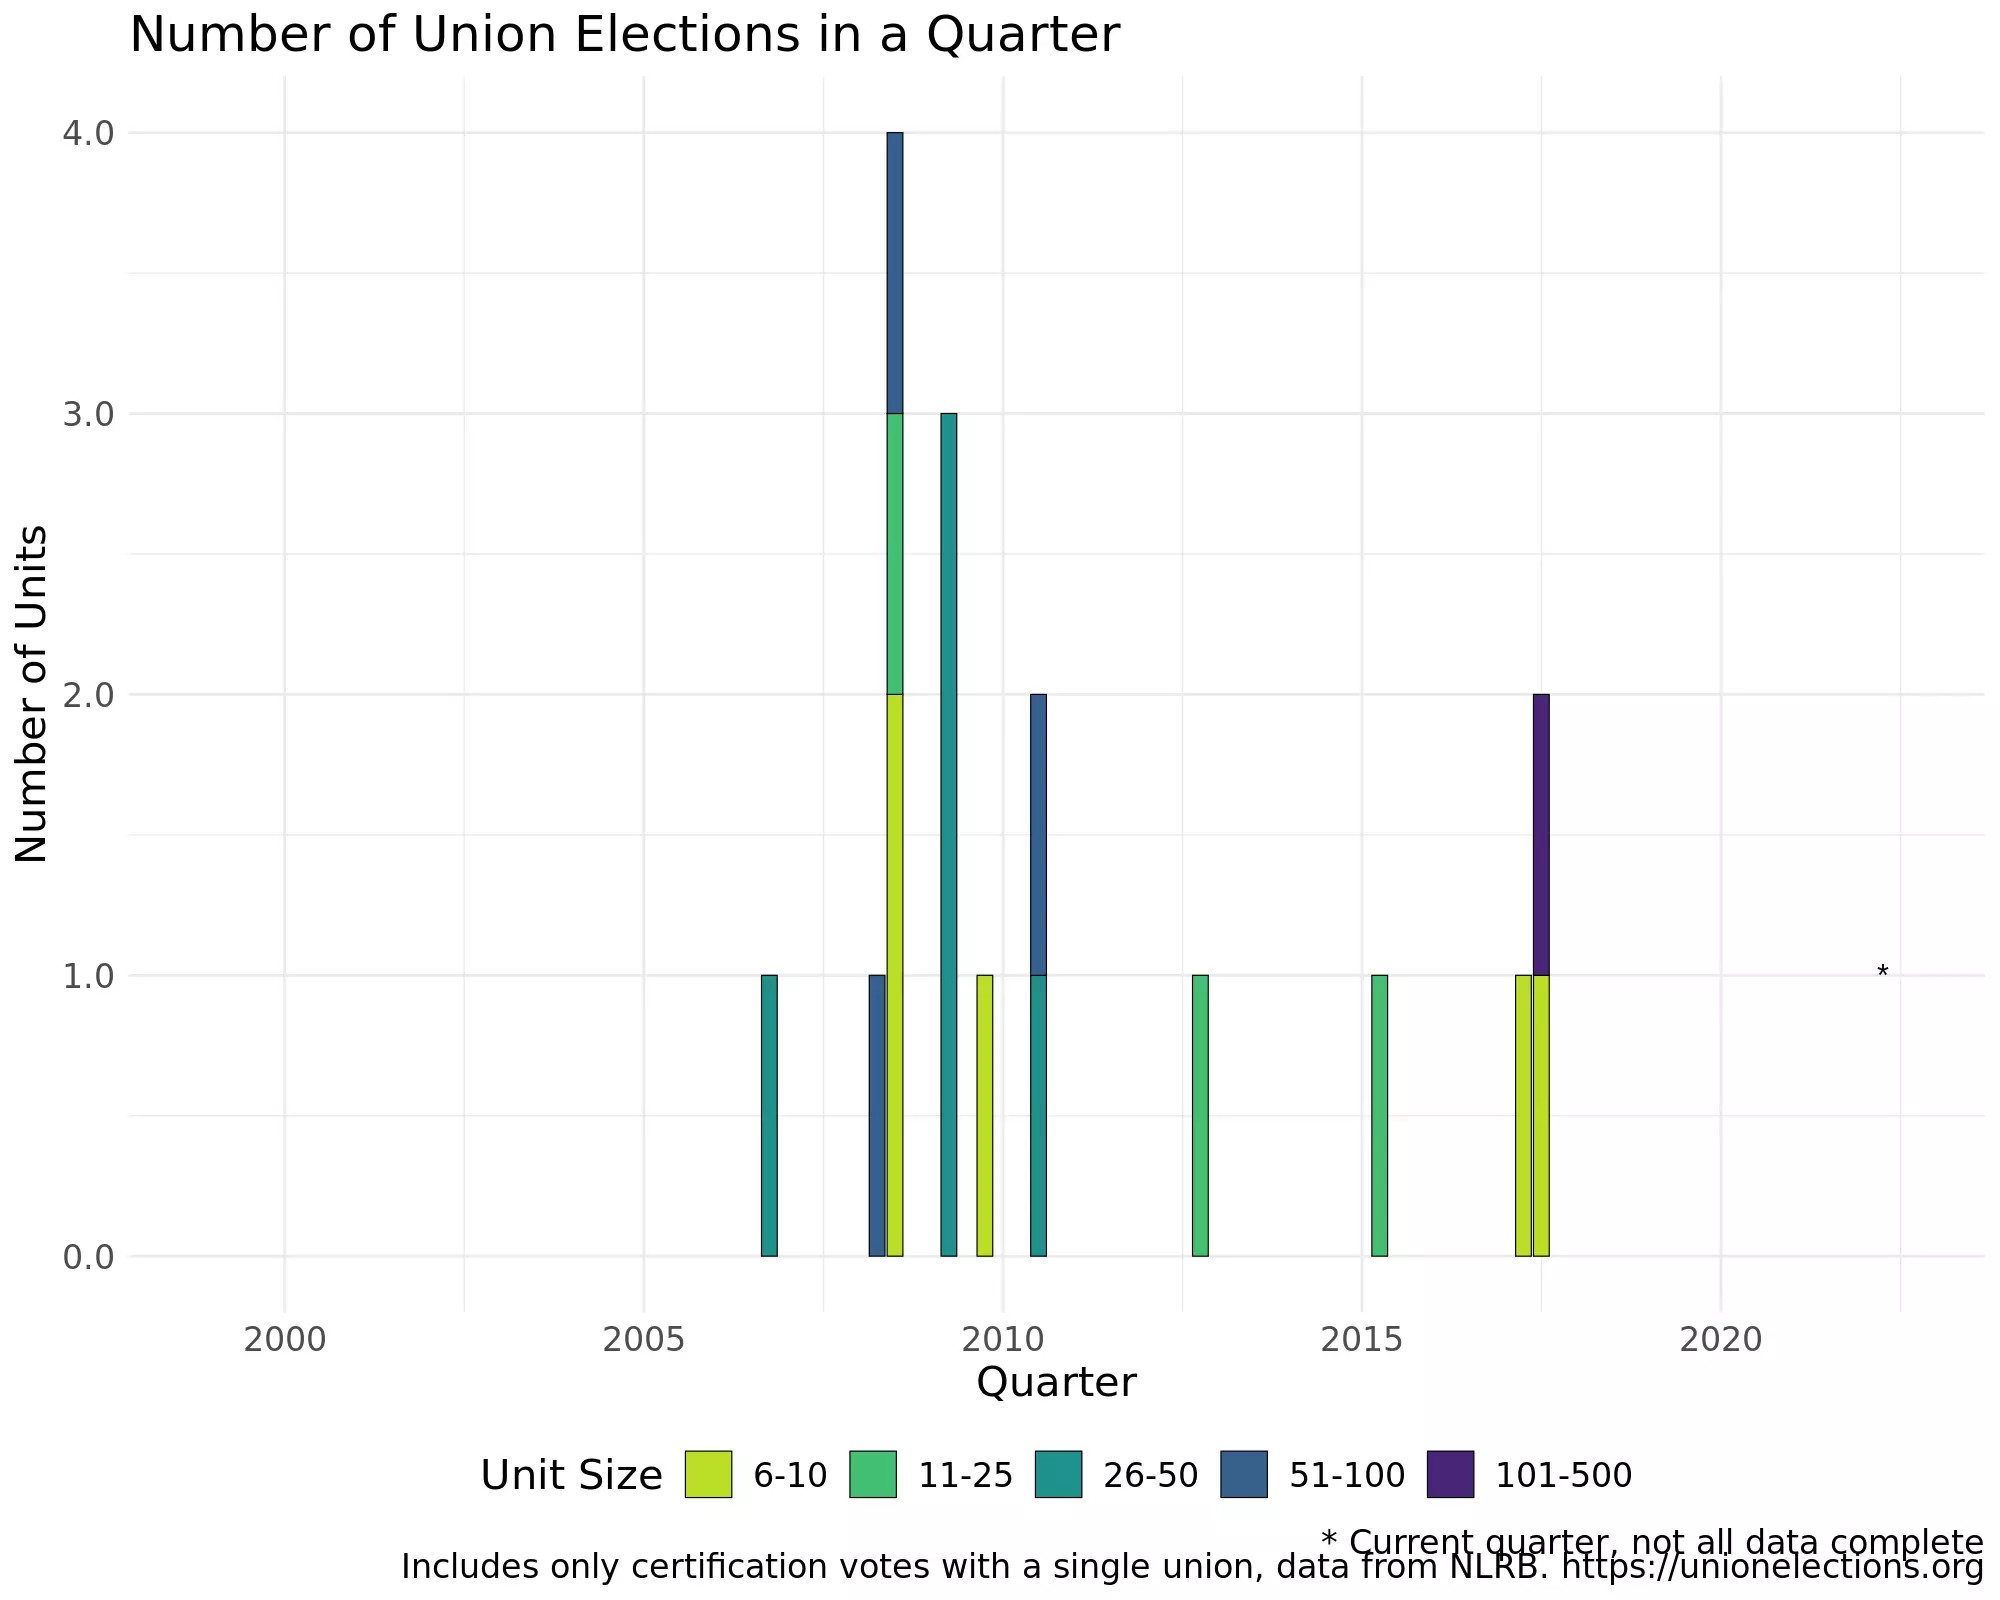 Number of Union Elections in a Quarter
Number of Units
4.0
3.0
2.0
1.0
0.0
*
2000 2005 2010 2015 2020
Quarter
Unit Size 6-10 11-25 26-50 51-100 101-500
* Current quarter, not all data complete
Includes only certification votes with a single union, data from NLRB. https://unionelections.org